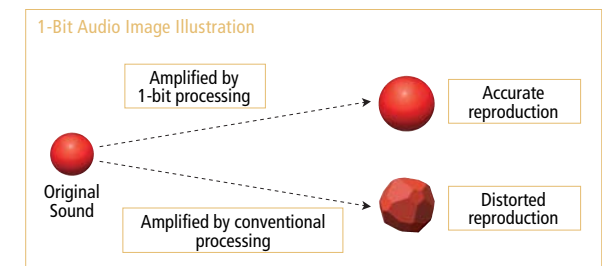 1-Bit Audio Image Illustration
Amplified by
1-bit processing
Accurate
reproduction
Original
Sound
Amplified by conventional
processing
Distorted
reproduction